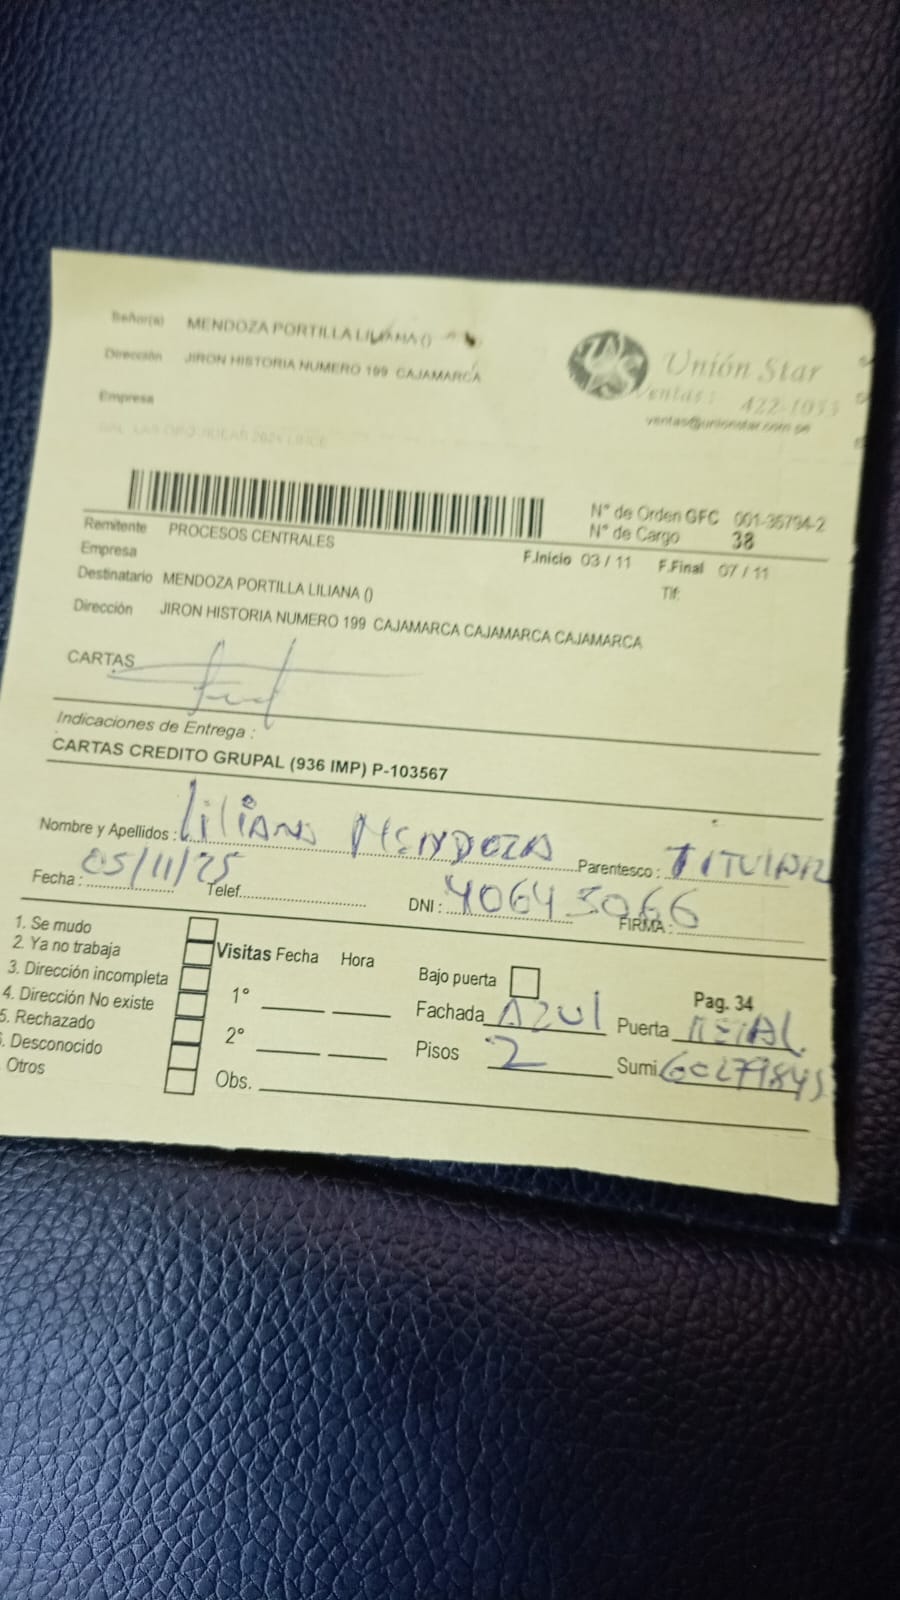 Señor(a) MENDOZA PORTILLA LILIANA ()
Dirección JIRON HISTORIA NUMERO 199 CAJAMARCA
Empresa
Unión Star
Ventas: 422-1033
ventas@unionstar.com.pe
N° de Orden GFC 001-35794-2
N° de Cargo 38
Remitente PROCESOS CENTRALES
Empresa
F.Inicio 03 / 11 F.Final 07 / 11
Destinatario MENDOZA PORTILLA LILIANA ()
Tlf:
Dirección JIRON HISTORIA NUMERO 199 CAJAMARCA CAJAMARCA CAJAMARCA
CARTAS
Indicaciones de Entrega :
CARTAS CREDITO GRUPAL (936 IMP) P-103567
Nombre y Apellidos : LiliANA MENDOZA Parentesco : TITULAR
Fecha : 05/11/25 Telef. DNI : 40645066 FIRMA :
1. Se mudo
2. Ya no trabaja
3. Dirección incompleta
4. Dirección No existe
5. Rechazado
. Desconocido
Otros
Visitas Fecha Hora
1°
2°
Obs.
Bajo puerta
Pag. 34
Fachada AZUl Puerta METAL
Pisos 2 Sumi.